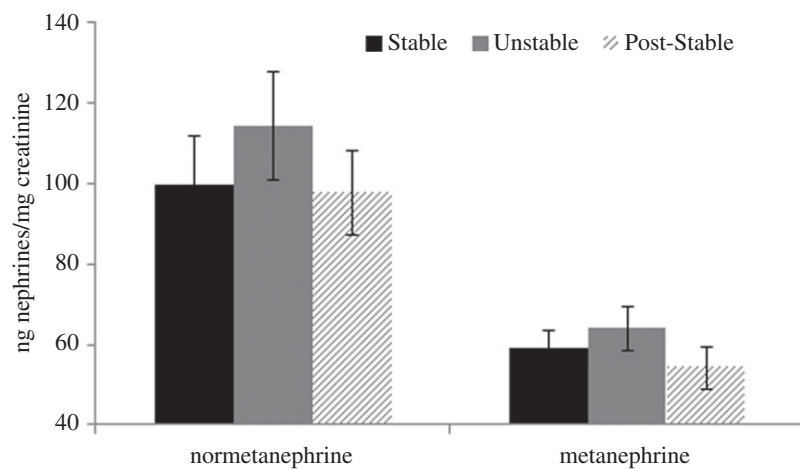 140
Stable Unstable Post-Stable
120
100
80
60
40
ng nephrines/mg creatinine
normetanephrine metanephrine